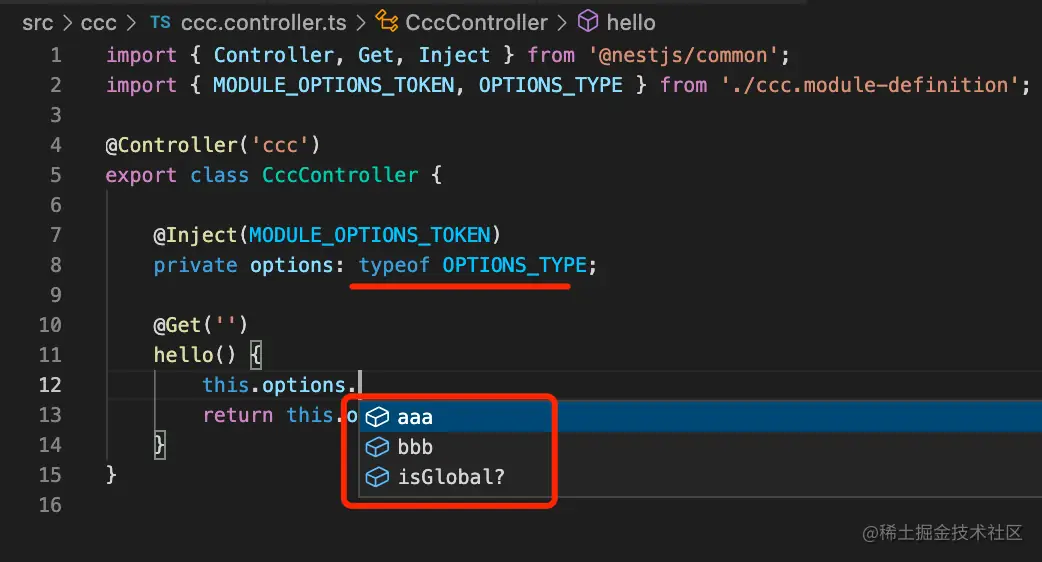 src > ccc > TS ccc.controller.ts > CccController > hello
1 import { Controller, Get, Inject } from '@nestjs/common';
2 import { MODULE_OPTIONS_TOKEN, OPTIONS_TYPE } from './ccc.module-definition';
3
4 @Controller('ccc')
5 export class CccController {
6
7 @Inject(MODULE_OPTIONS_TOKEN)
8 private options: typeof OPTIONS_TYPE;
9
10 @Get('')
11 hello() {
12 this.options.
13 return this.o
aaa
bbb
isGlobal?
14 }
15 }
16
@稀土掘金技术社区